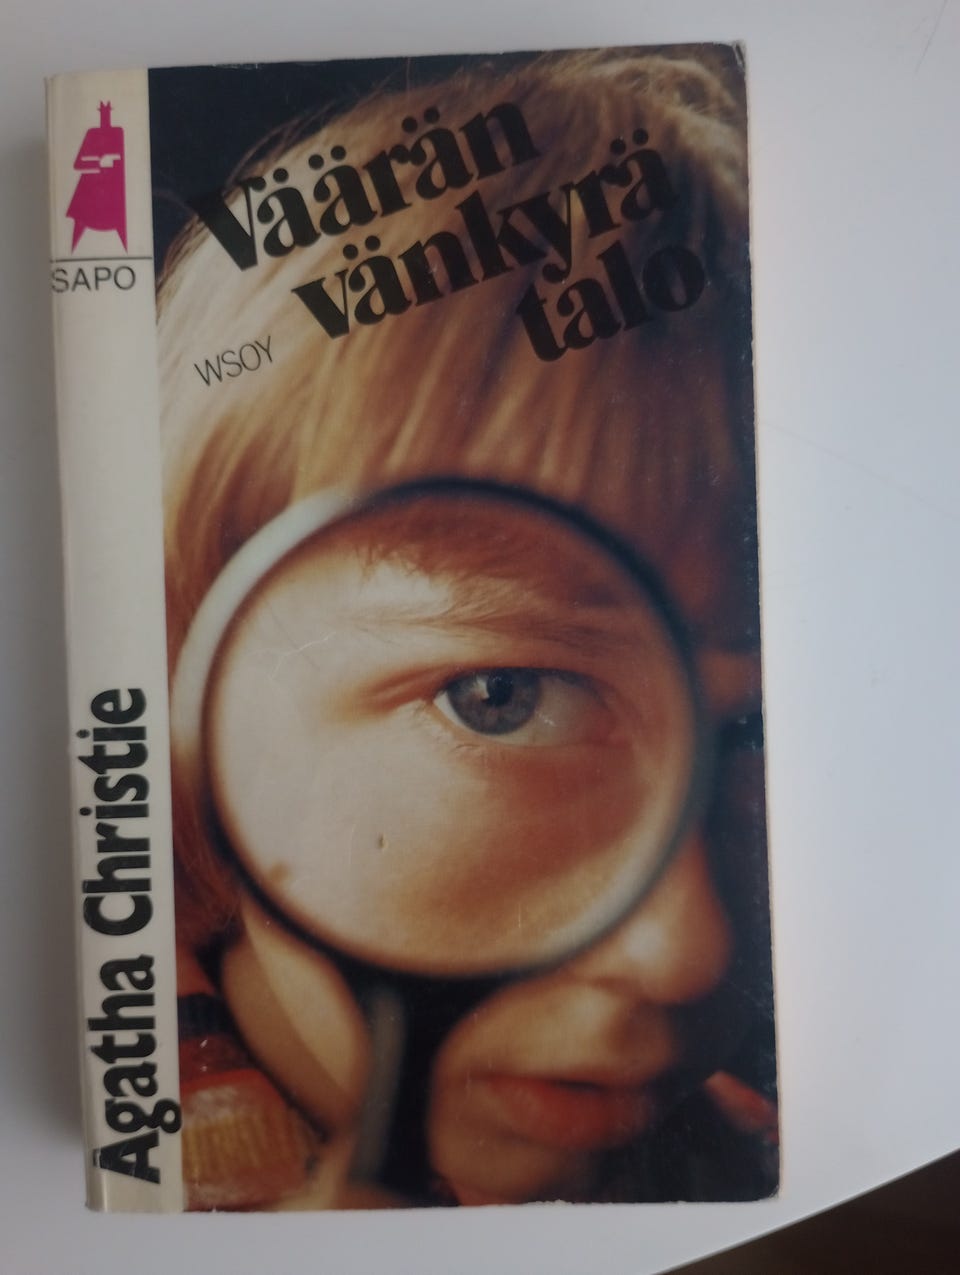 SAPO
Väärän
vänkyrä
talo
WSOY
Agatha Christie